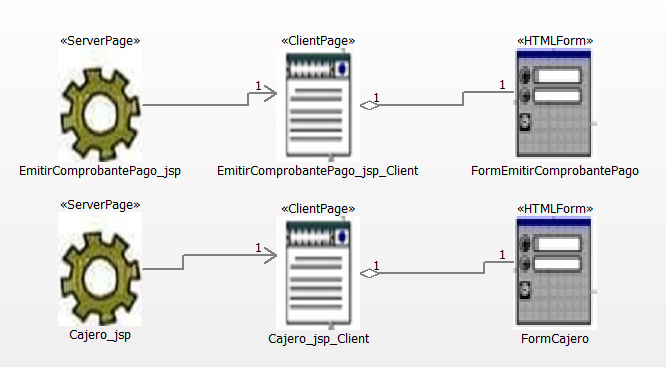 «ServerPage» «ClientPage» «HTMLForm»
1 1 1
EmitirComprobantePago_jsp EmitirComprobantePago_jsp_Client FormEmitirComprobantePago
«ServerPage» «ClientPage» «HTMLForm»
1 1 1
Cajero_jsp Cajero_jsp_Client FormCajero